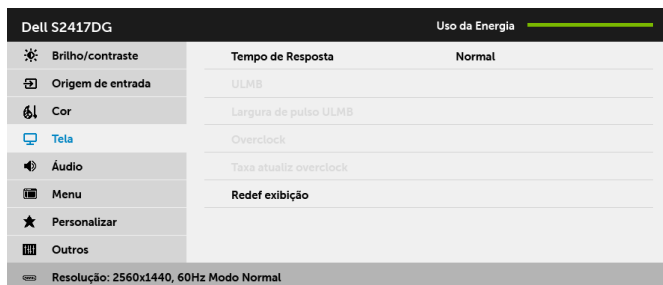 Dell S2417DG Uso da Energia
Brilho/contraste Tempo de Resposta Normal
Origem de entrada ULMB
Cor Largura de pulso ULMB
Tela Overclock
Áudio Taxa atualiz overclock
Menu Redef exibição
Personalizar
Outros
Resolução: 2560x1440, 60Hz Modo Normal